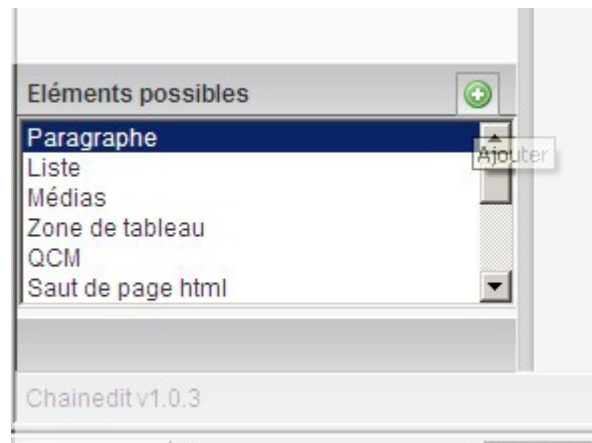 Eléments possibles
Paragraphe
Ajouter
Liste
Médias
Zone de tableau
QCM
Saut de page html
Chainedit v1.0.3